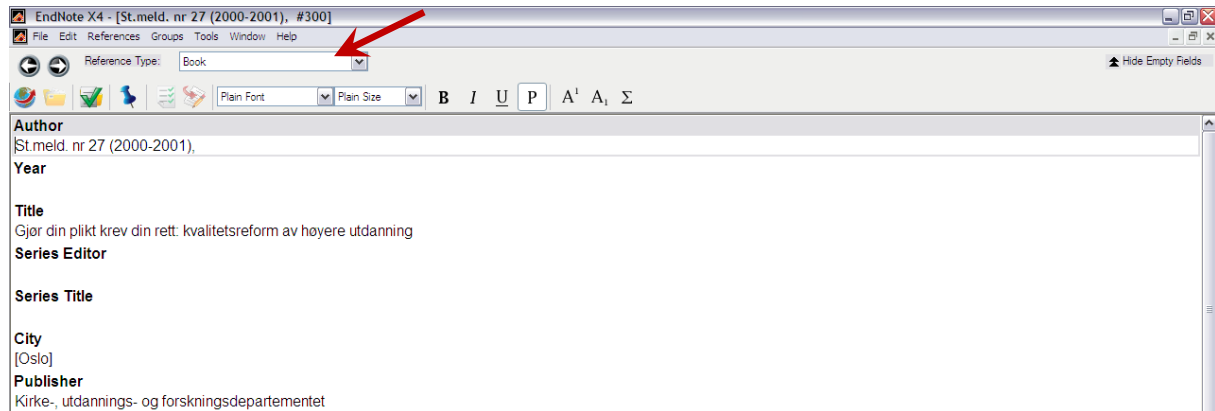 EndNote X4 - [St.meld. nr 27 (2000-2001), #300]
File Edit References Groups Tools Window Help
Reference Type: Book Hide Empty Fields
Plain Font Plain Size B I U P A¹ A₁ Σ
Author
St.meld. nr 27 (2000-2001),
Year
Title
Gjør din plikt krev din rett: kvalitetsreform av høyere utdanning
Series Editor
Series Title
City
[Oslo]
Publisher
Kirke-, utdannings- og forskningsdepartementet